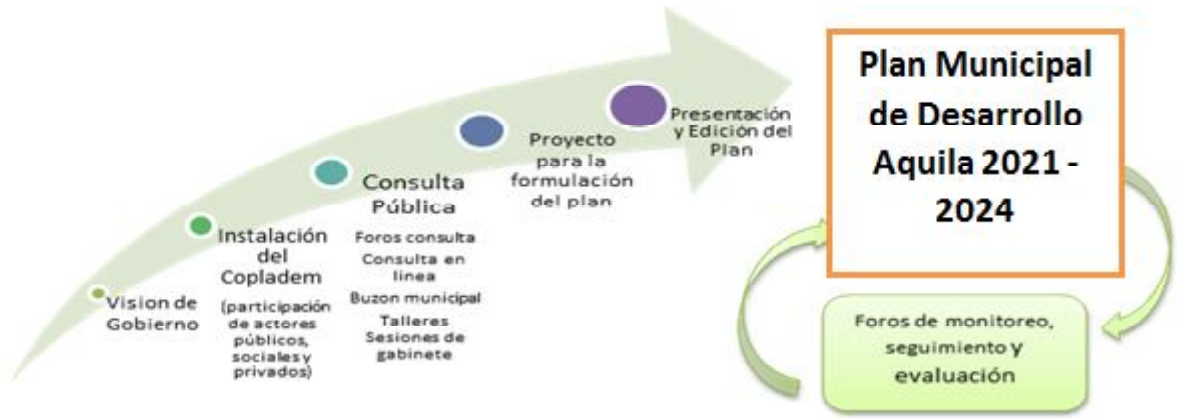 Vision de
Gobierno
Instalación
del
Copladem
(participación
de actores
públicos,
sociales y
privados)
Consulta
Pública
Foros consulta
Consulta en
linea
Buzon municipal
Talleres
Sesiones de
gabinete
Proyecto
para la
formulación
del plan
Presentación
y Edición del
Plan
Plan Municipal
de Desarrollo
Aquila 2021 -
2024
Foros de monitoreo,
seguimiento y
evaluación